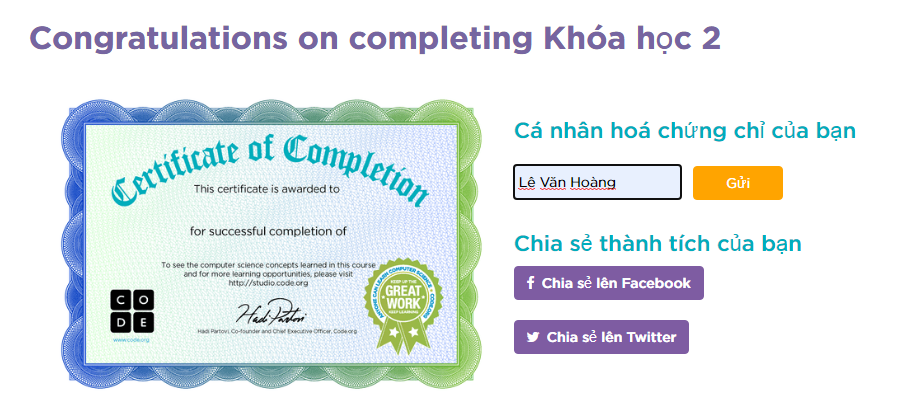 Congratulations on completing Khóa học 2
Certificate of Completion
This certificate is awarded to
for successful completion of
To see the computer science concepts learned in this course
and for more learning opportunities, please visit
http://studio.code.org
C O
D E
www.code.org
Hadi Partovi
Hadi Partovi, Co-founder and Chief Executive Officer, Code.org
ANYONE CAN LEARN COMPUTER SCIENCE
CODE.ORG
KEEP UP THE
GREAT
WORK
KEEP LEARNING
Cá nhân hoá chứng chỉ của bạn
Lê Văn Hoàng
Gửi
Chia sẻ thành tích của bạn
Chia sẻ lên Facebook
Chia sẻ lên Twitter